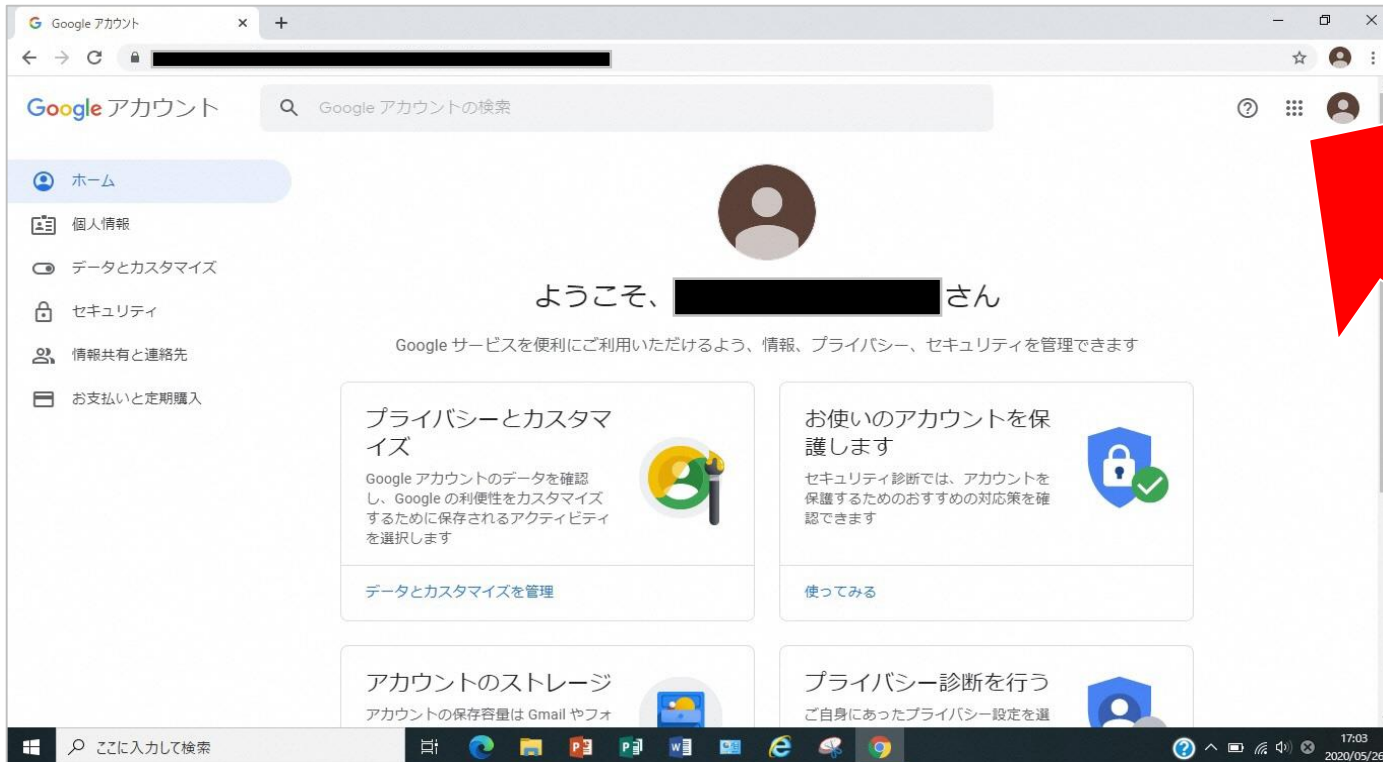 Google アカウント
Google アカウント
Google アカウントの検索
ホーム
個人情報
データとカスタマイズ
セキュリティ
情報共有と連絡先
お支払いと定期購入
ようこそ、
さん
Google サービスを便利にご利用いただけるよう、情報、プライバシー、セキュリティを管理できます
プライバシーとカスタマ
イズ
Google アカウントのデータを確認
し、Google の利便性をカスタマイズ
するために保存されるアクティビティ
を選択します
データとカスタマイズを管理
お使いのアカウントを保
護します
セキュリティ診断では、アカウントを
保護するためのおすすめの対応策を確
認できます
使ってみる
アカウントのストレージ
アカウントの保存容量は Gmail やフォ
プライバシー診断を行う
ご自身にあったプライバシー設定を選
ここに入力して検索
17:03
2020/05/26